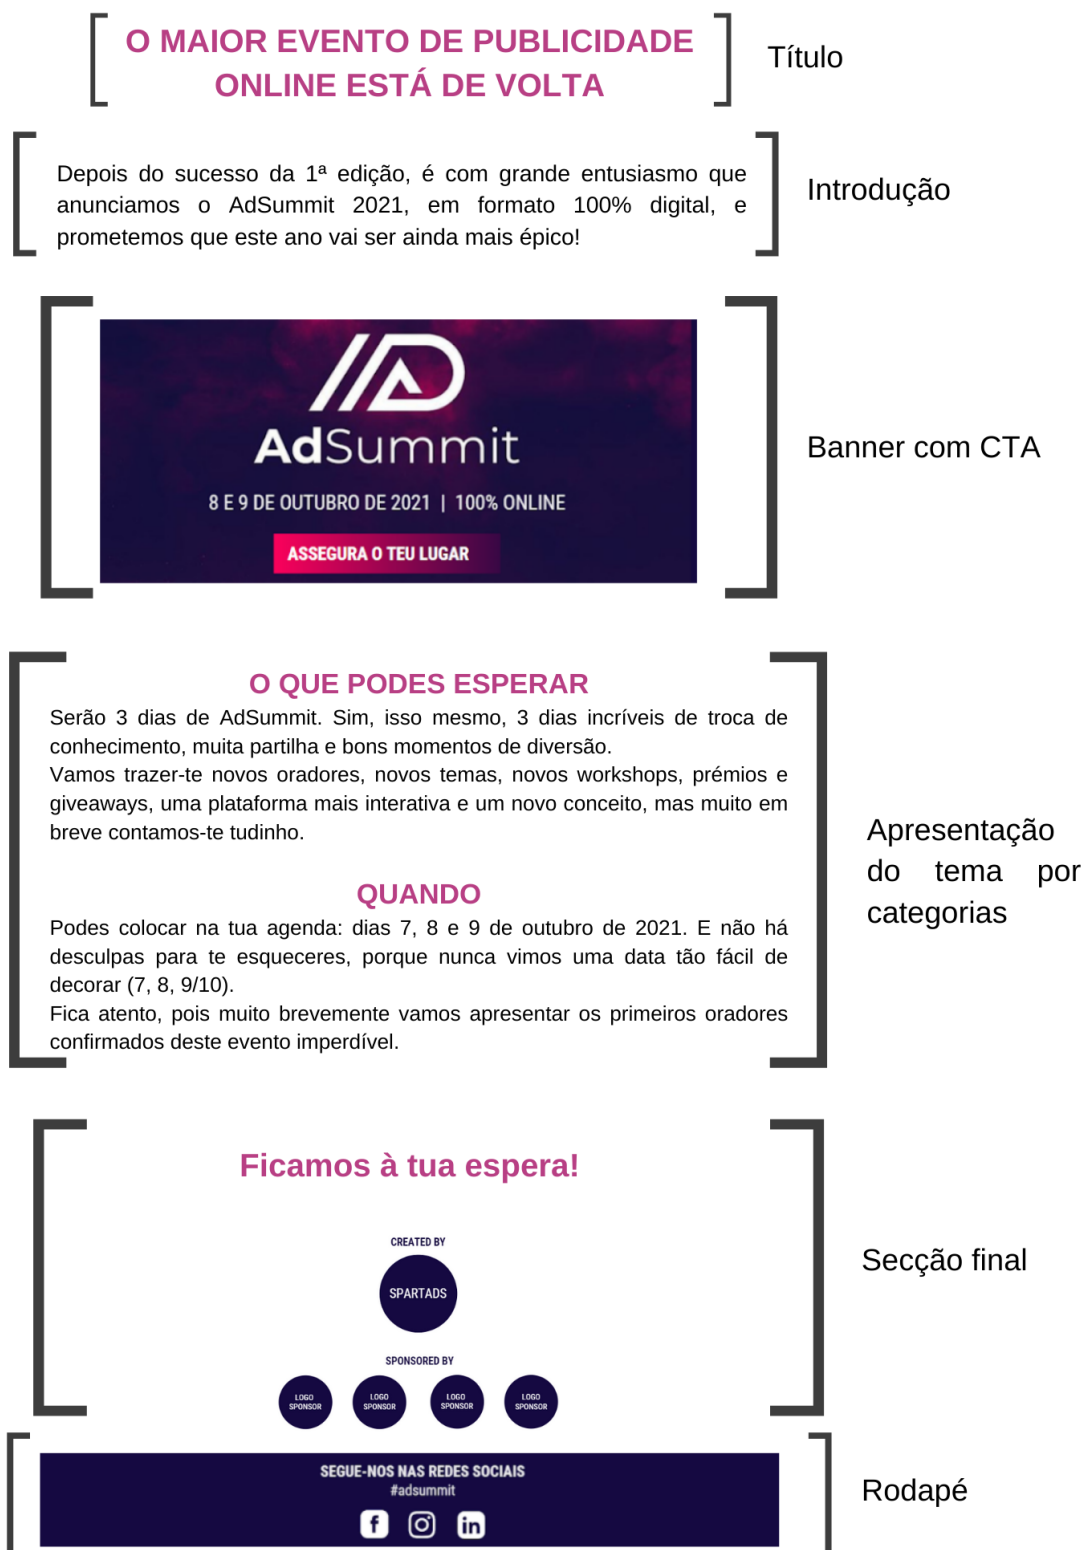 O MAIOR EVENTO DE PUBLICIDADE
ONLINE ESTÁ DE VOLTA
Título
Depois do sucesso da 1ª edição, é com grande entusiasmo que
anunciamos o AdSummit 2021, em formato 100% digital, e
prometemos que este ano vai ser ainda mais épico!
Introdução
AdSummit
8 E 9 DE OUTUBRO DE 2021 | 100% ONLINE
ASSEGURA O TEU LUGAR
Banner com CTA
O QUE PODES ESPERAR
Serão 3 dias de AdSummit. Sim, isso mesmo, 3 dias incríveis de troca de
conhecimento, muita partilha e bons momentos de diversão.
Vamos trazer-te novos oradores, novos temas, novos workshops, prémios e
giveaways, uma plataforma mais interativa e um novo conceito, mas muito em
breve contamos-te tudinho.
QUANDO
Podes colocar na tua agenda: dias 7, 8 e 9 de outubro de 2021. E não há
desculpas para te esqueceres, porque nunca vimos uma data tão fácil de
decorar (7, 8, 9/10).
Fica atento, pois muito brevemente vamos apresentar os primeiros oradores
confirmados deste evento imperdível.
Apresentação
do tema por
categorias
Ficamos à tua espera!
CREATED BY
SPARTADS
SPONSORED BY
LOGO
SPONSOR
LOGO
SPONSOR
LOGO
SPONSOR
LOGO
SPONSOR
Secção final
SEGUE-NOS NAS REDES SOCIAIS
#adsummit
Rodapé